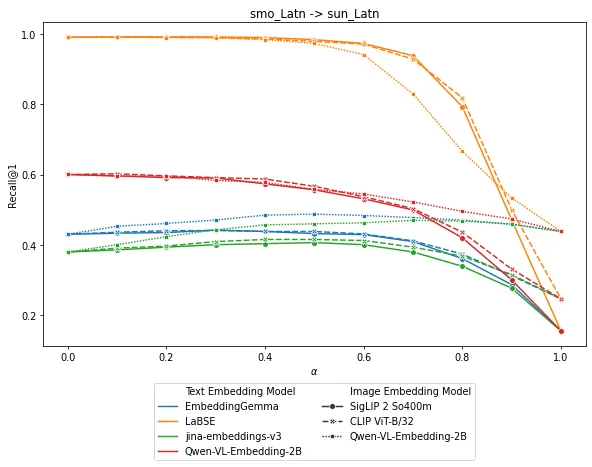 smo_Latn -> sun_Latn
1.0
0.8
0.6
0.4
0.2
Recall@1
0.0 0.2 0.4 0.6 0.8 1.0
α
Text Embedding Model Image Embedding Model
EmbeddingGemma SigLIP 2 So400m
LaBSE CLIP ViT-B/32
jina-embeddings-v3 Qwen-VL-Embedding-2B
Qwen-VL-Embedding-2B